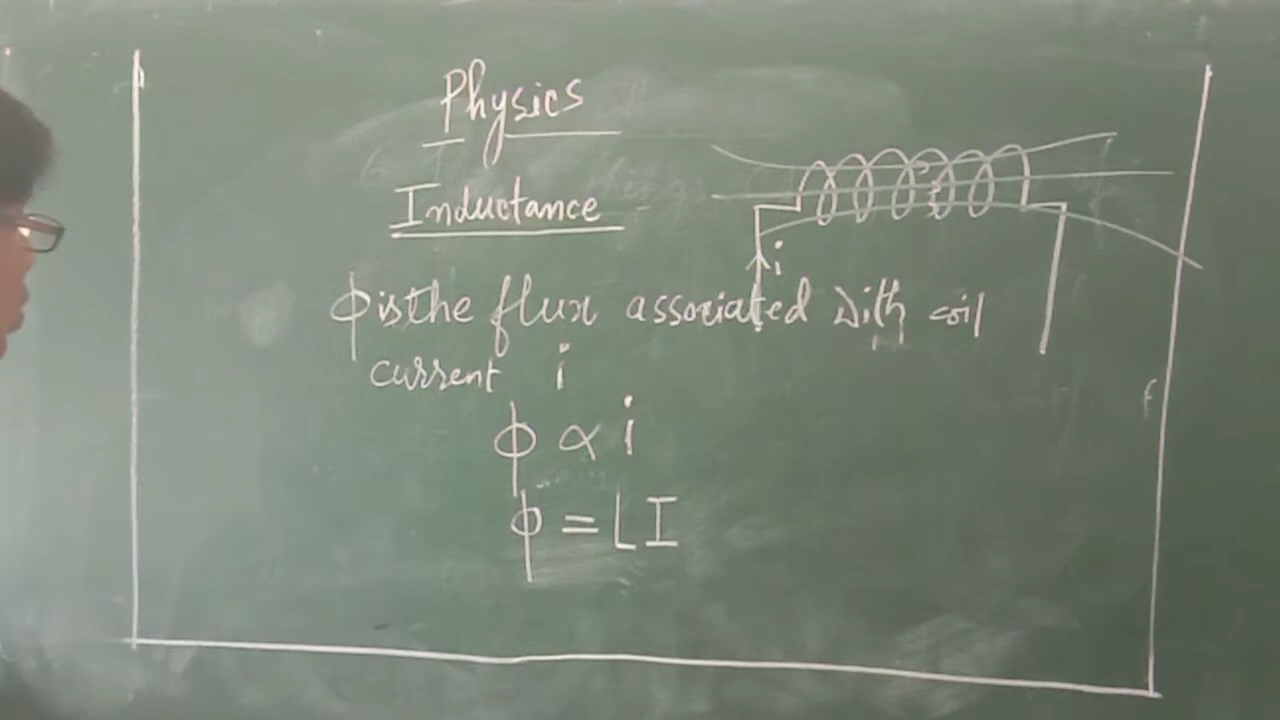 Physics
Inductance
i
ϕ is the flux associated with coil
current i
ϕ ∝ i
ϕ = LI